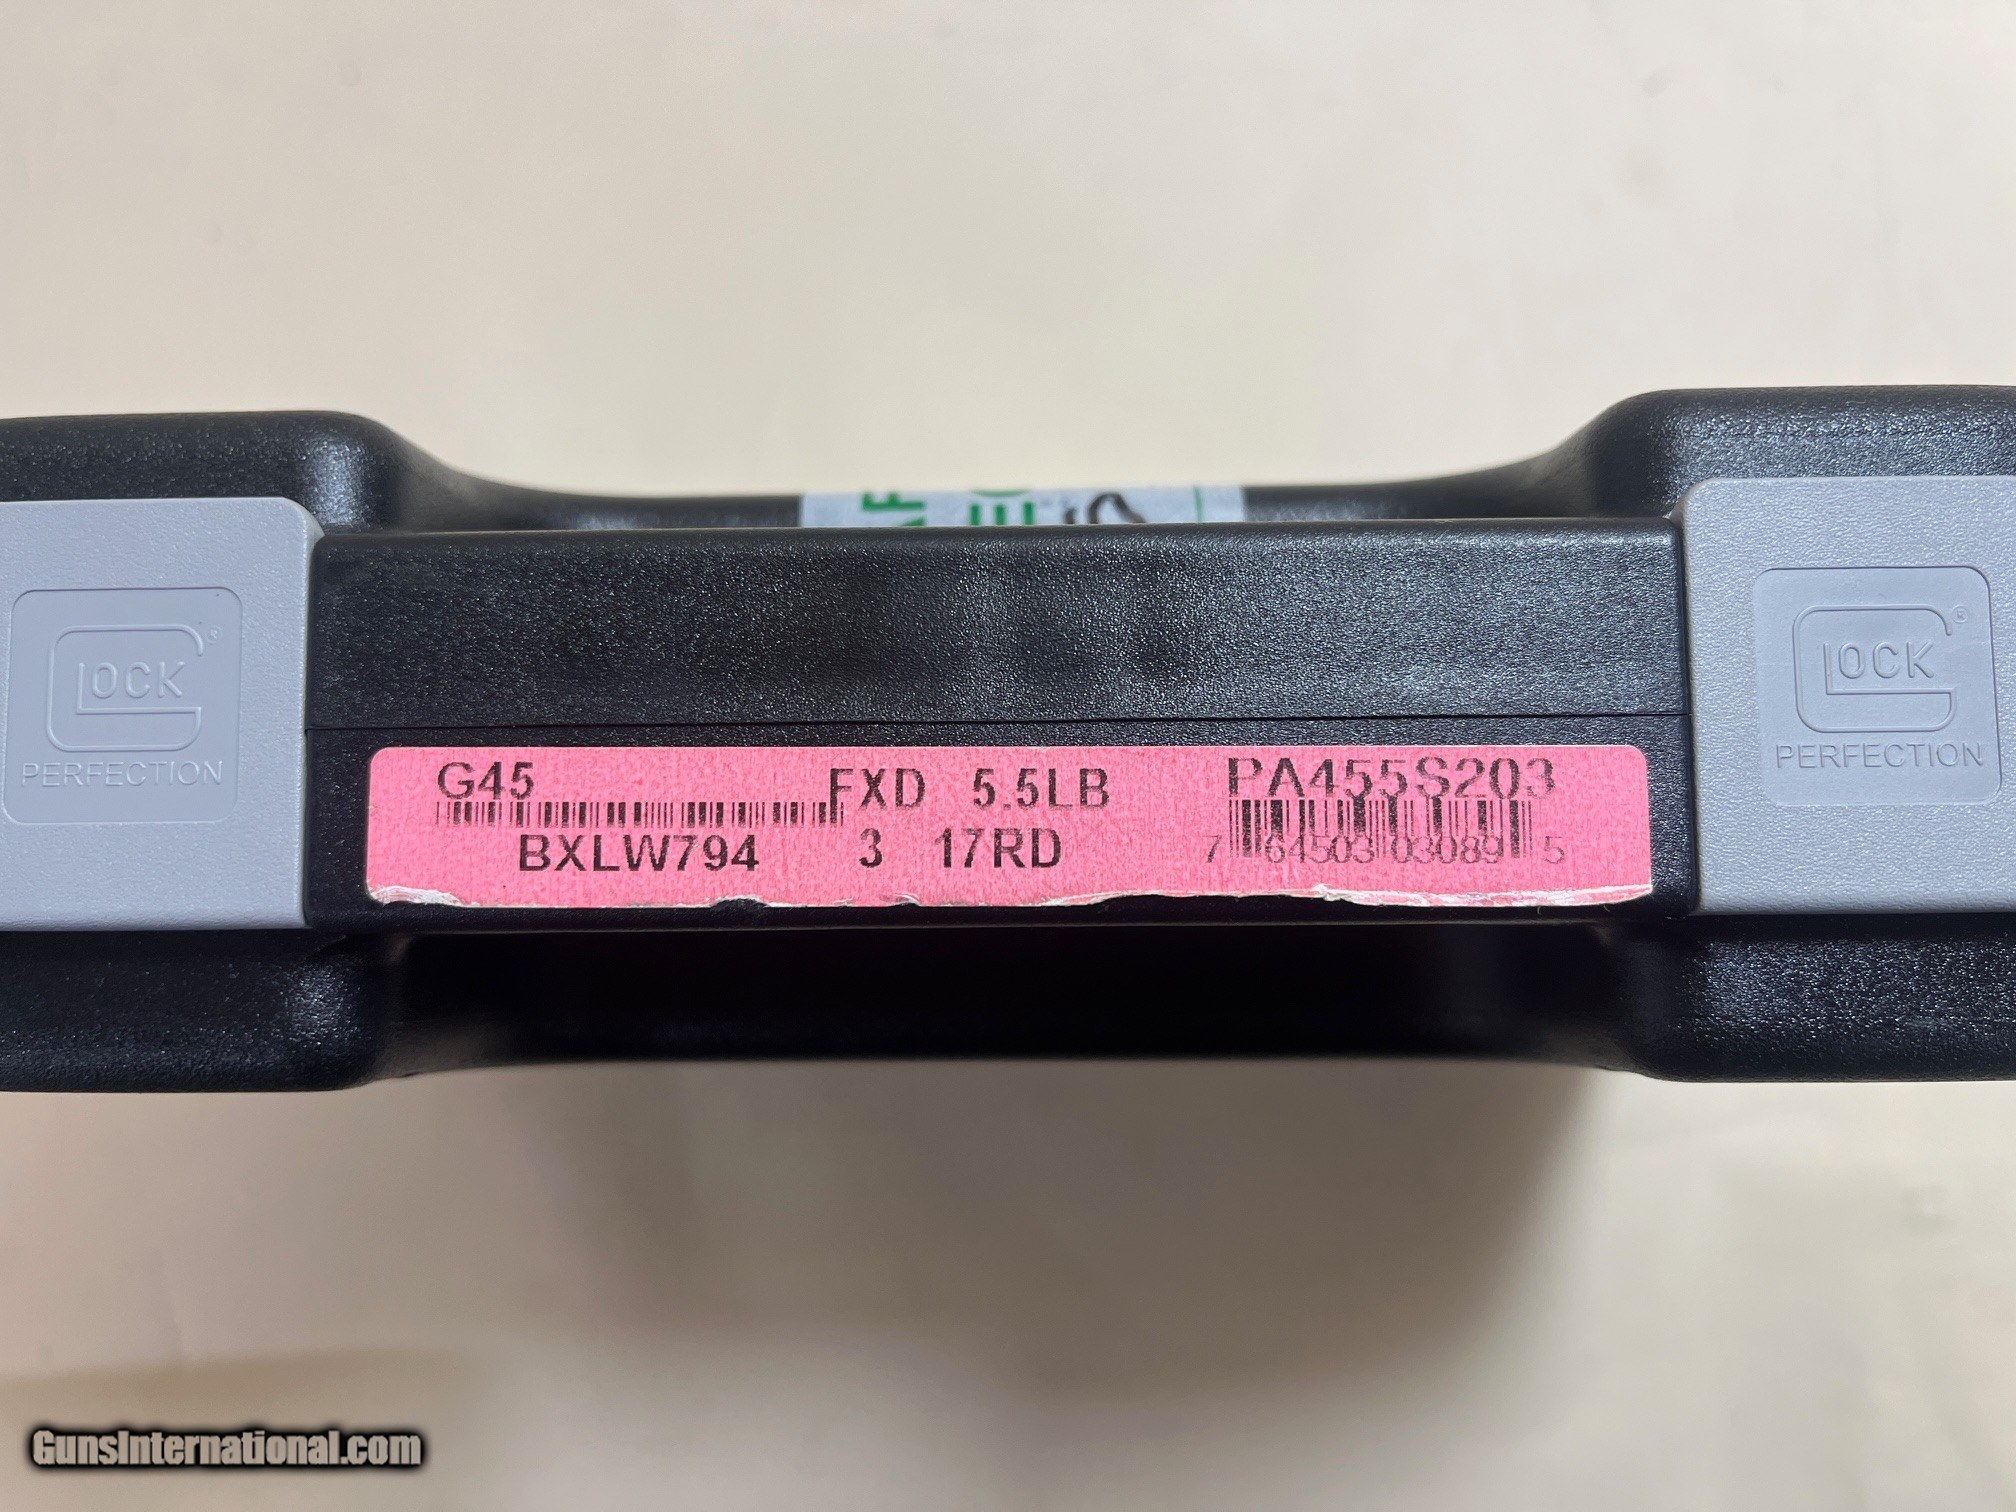 GLOCK®
PERFECTION
GLOCK®
PERFECTION
G45 FXD 5.5LB PA455S203
BXLW794 3 17RD 7 64503 03089 5
GunsInternational.com